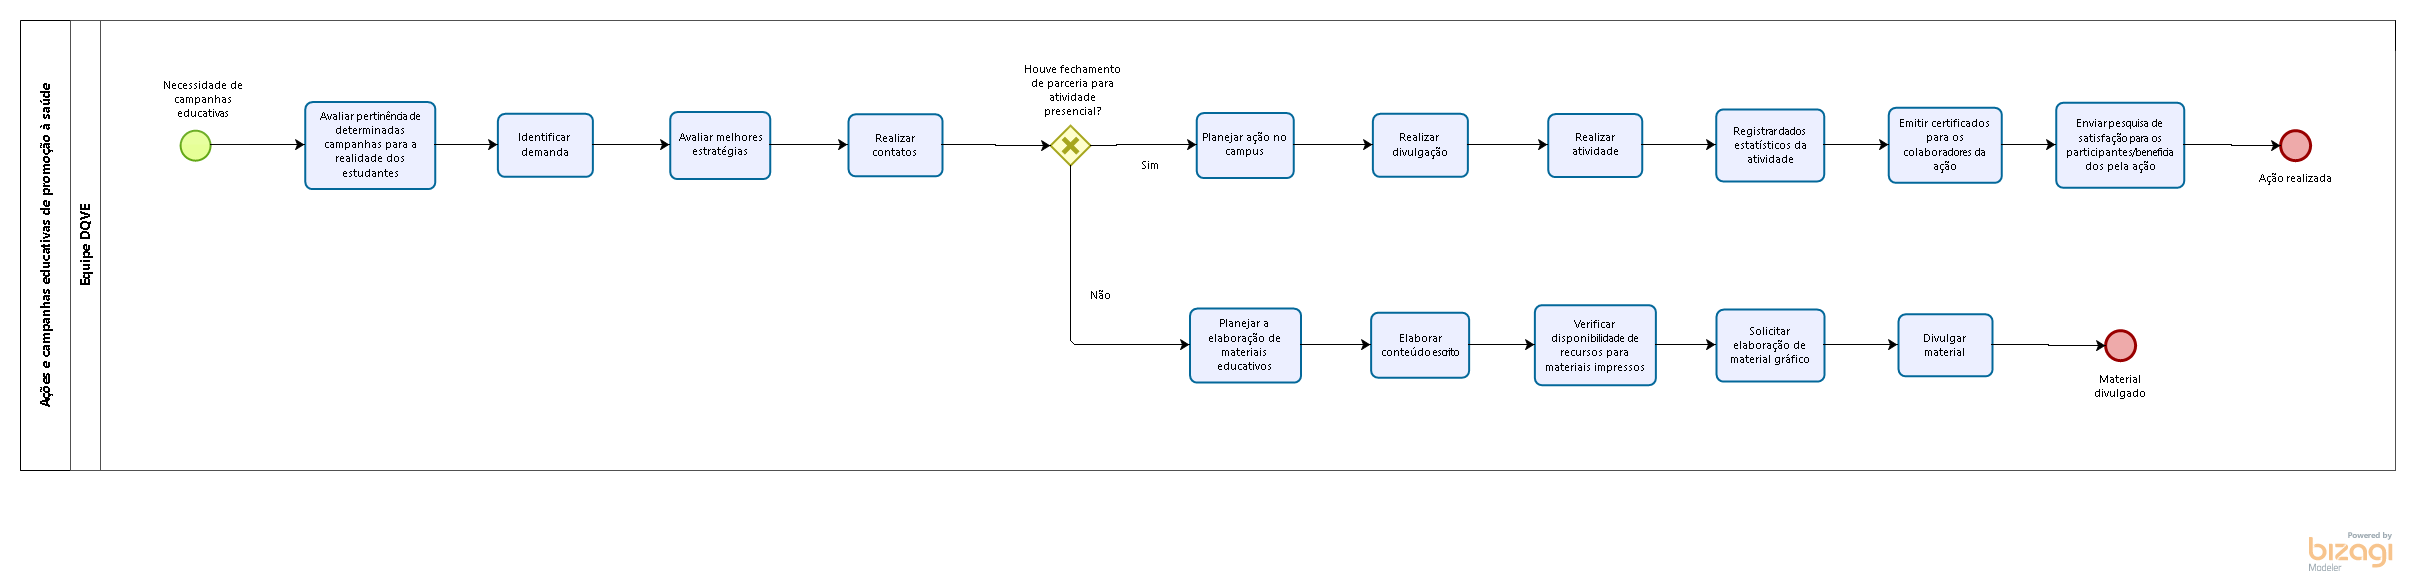 Ações e campanhas educativas de promoção à saúde
Equipe DQVE
Necessidade de
campanhas
educativas
Avaliar pertinência de
determinadas
campanhas para a
realidade dos
estudantes
Identificar
demanda
Avaliar melhores
estratégias
Realizar
contatos
Houve fechamento
de parceria para
atividade
presencial?
Sim
Planejar ação no
campus
Realizar
divulgação
Realizar
atividade
Registrar dados
estatísticos da
atividade
Emitir certificados
para os
colaboradores da
ação
Enviar pesquisa de
satisfação para os
participantes/beneficia
dos pela ação
Ação realizada
Não
Planejar a
elaboração de
materiais
educativos
Elaborar
conteúdo escrito
Verificar
disponibilidade de
recursos para
materiais impressos
Solicitar
elaboração de
material gráfico
Divulgar
material
Material
divulgado
Powered by
bizagi
Modeler